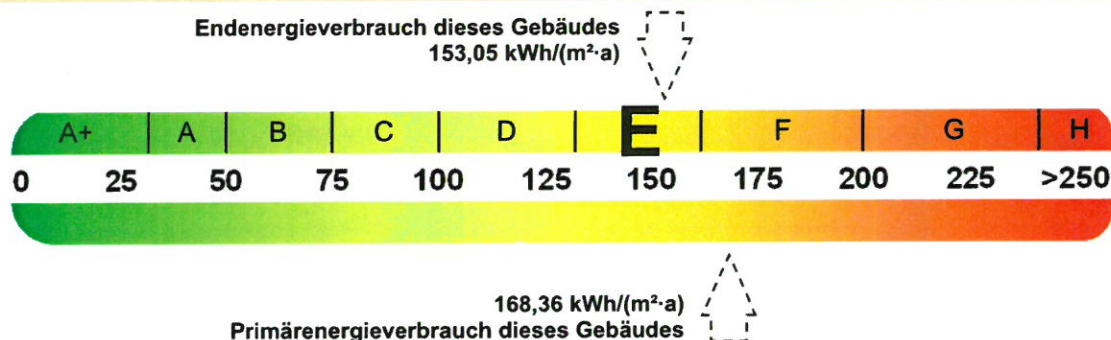 Endenergieverbrauch dieses Gebäudes
153,05 kWh/(m²·a)
A+ A B C D E F G H
0 25 50 75 100 125 150 175 200 225 >250
168,36 kWh/(m²·a)
Primärenergieverbrauch dieses Gebäudes